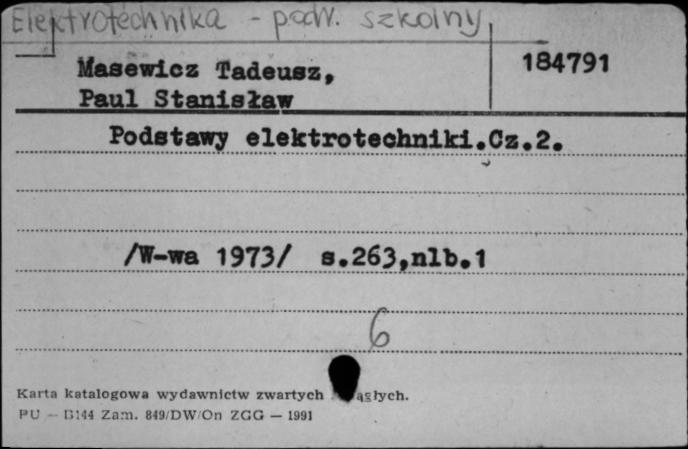 Elektrotechnika - podr. szkolny
Masewicz Tadeusz, 184791
Paul Stanisław
Podstawy elektrotechniki.Cz.2.
/W-wa 1973/ s.263,nlb.1
6
Karta katalogowa wydawnictw zwartych
PU — B144 Zam. 849/DW/On ZGG — 1991